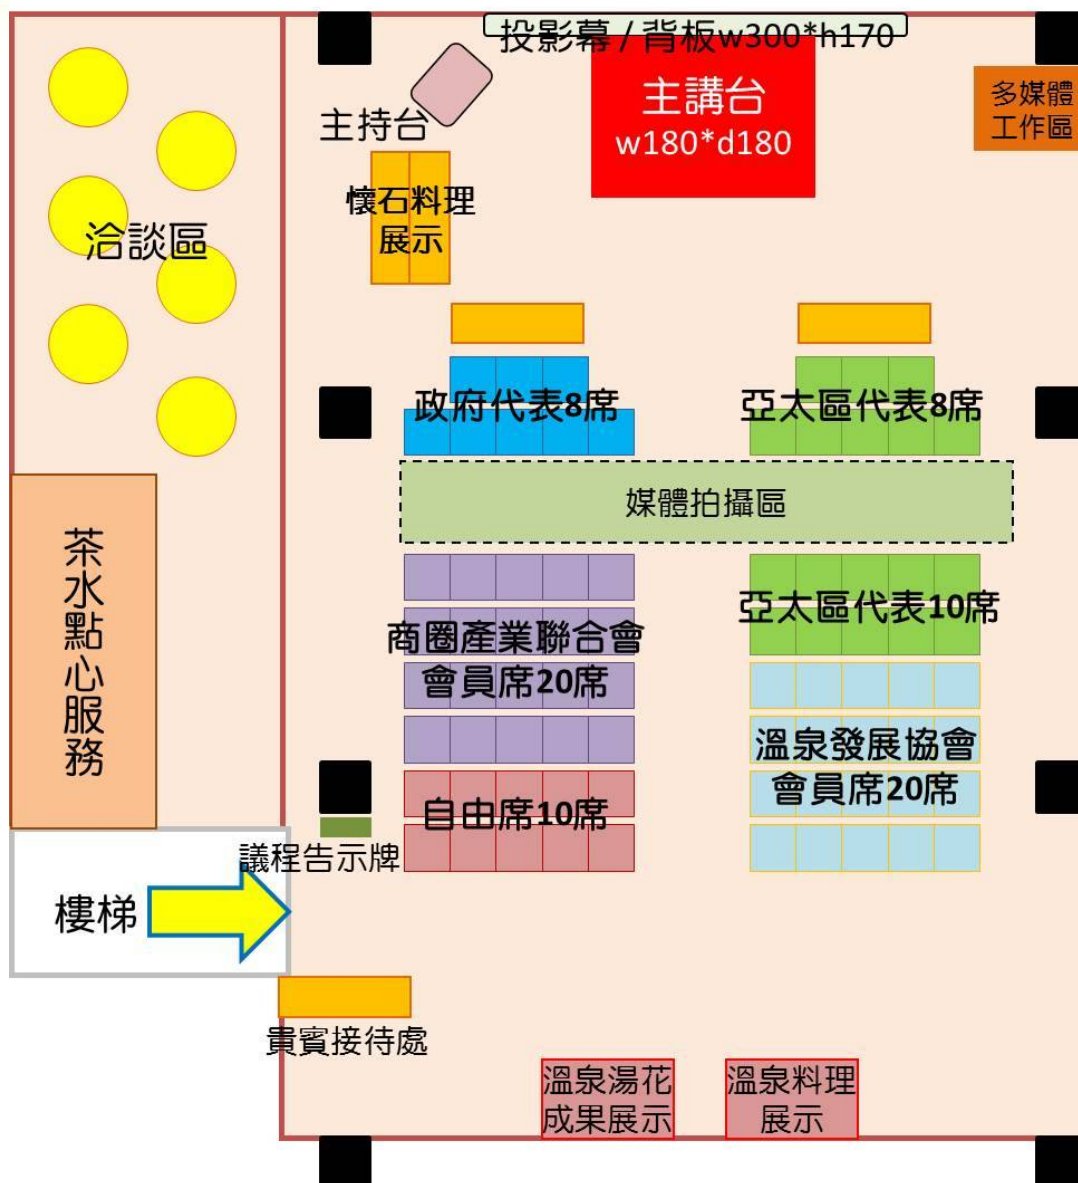 投影幕 / 背板w300*h170
主講台
w180*d180
多媒體
工作區
主持台
懷石料理
展示
洽談區
政府代表8席
亞太區代表8席
媒體拍攝區
茶水點心服務
商圈產業聯合會
會員席20席
亞太區代表10席
溫泉發展協會
會員席20席
自由席10席
議程告示牌
樓梯
貴賓接待處
溫泉湯花
成果展示
溫泉料理
展示